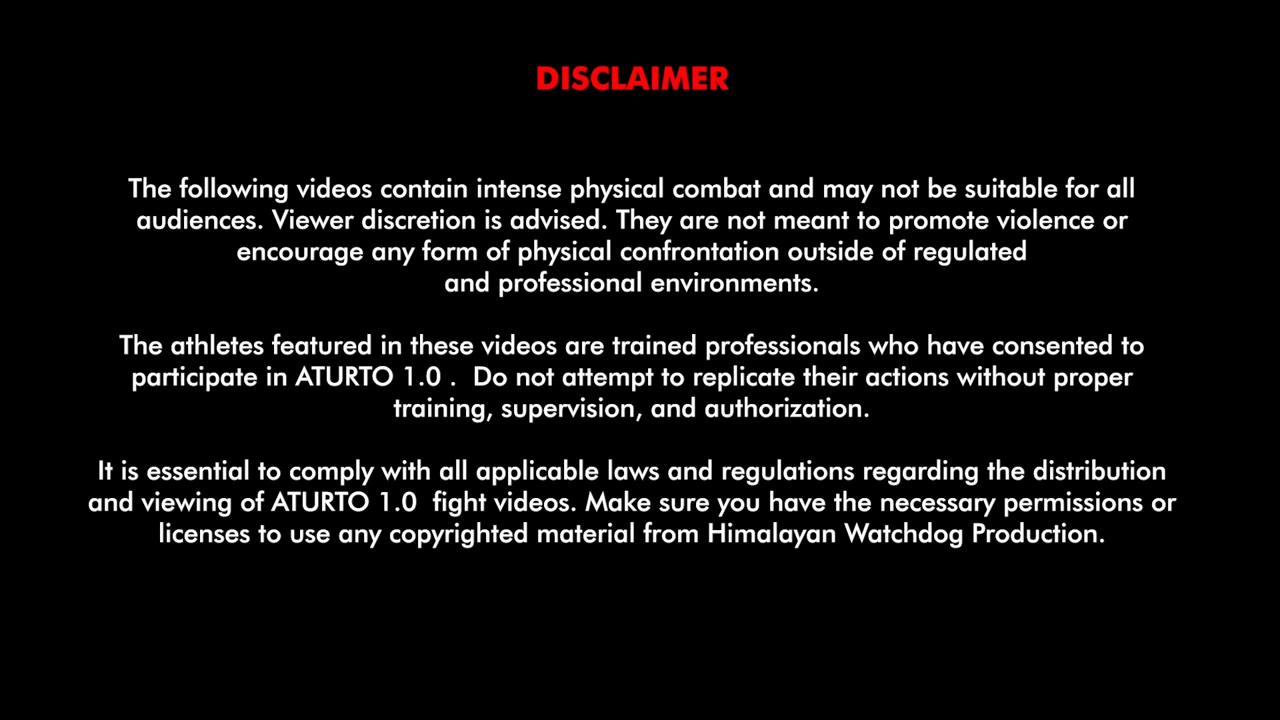 DISCLAIMER
The following videos contain intense physical combat and may not be suitable for all
audiences. Viewer discretion is advised. They are not meant to promote violence or
encourage any form of physical confrontation outside of regulated
and professional environments.
The athletes featured in these videos are trained professionals who have consented to
participate in ATURTO 1.0 .  Do not attempt to replicate their actions without proper
training, supervision, and authorization.
It is essential to comply with all applicable laws and regulations regarding the distribution
and viewing of ATURTO 1.0  fight videos. Make sure you have the necessary permissions or
licenses to use any copyrighted material from Himalayan Watchdog Production.